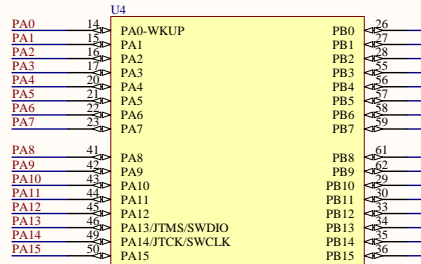 U4
PA0 14 PA0-WKUP PB0 26
PA1 15 PA1 PB1 27
PA2 16 PA2 PB2 28
PA3 17 PA3 PB3 55
PA4 20 PA4 PB4 56
PA5 21 PA5 PB5 57
PA6 22 PA6 PB6 58
PA7 23 PA7 PB7 59
PA8 41 PA8 PB8 61
PA9 42 PA9 PB9 62
PA10 43 PA10 PB10 29
PA11 44 PA11 PB11 30
PA12 45 PA12 PB12 33
PA13 46 PA13/JTMS/SWDIO PB13 34
PA14 49 PA14/JTCK/SWCLK PB14 35
PA15 50 PA15 PB15 36